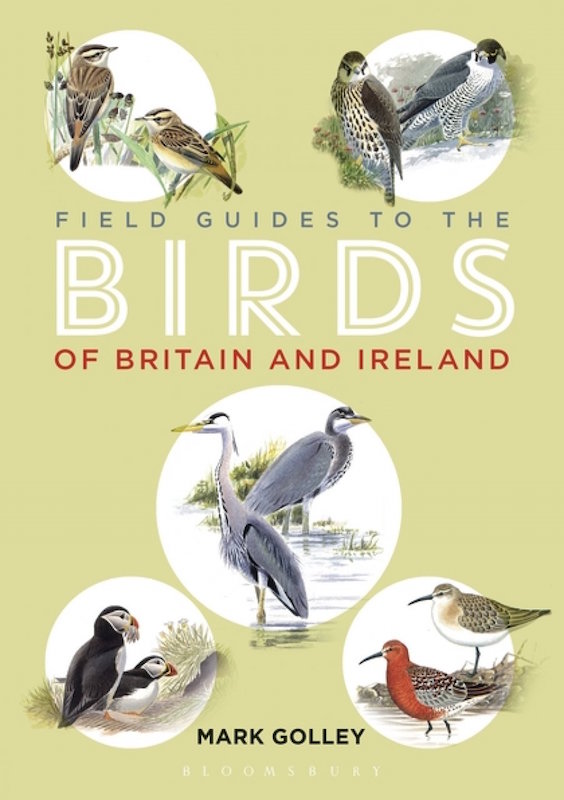 FIELD GUIDES TO THE
BIRDS
OF BRITAIN AND IRELAND
MARK GOLLEY
BLOOMSBURY